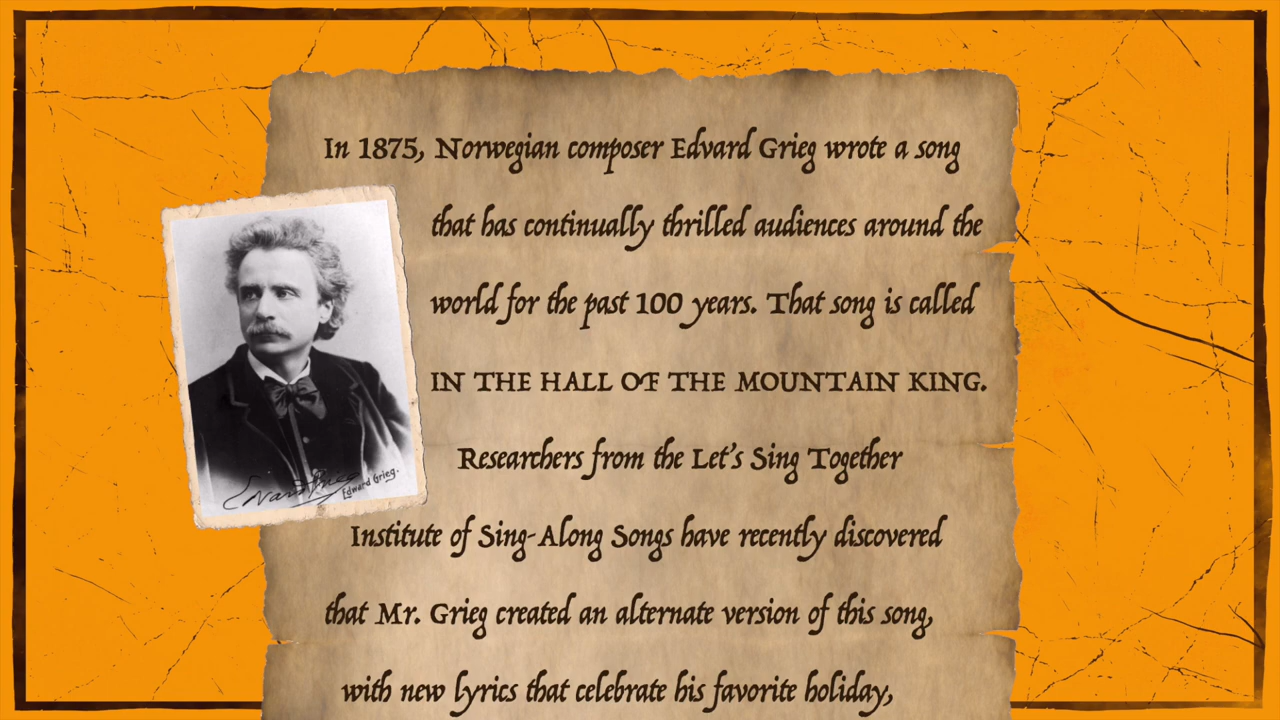 In 1875, Norwegian composer Edvard Grieg wrote a song
that has continually thrilled audiences around the
world for the past 100 years. That song is called
IN THE HALL OF THE MOUNTAIN KING.
Edvard Grieg
Edward Grieg.
Researchers from the Let's Sing Together
Institute of Sing-Along Songs have recently discovered
that Mr. Grieg created an alternate version of this song,
with new lyrics that celebrate his favorite holiday,